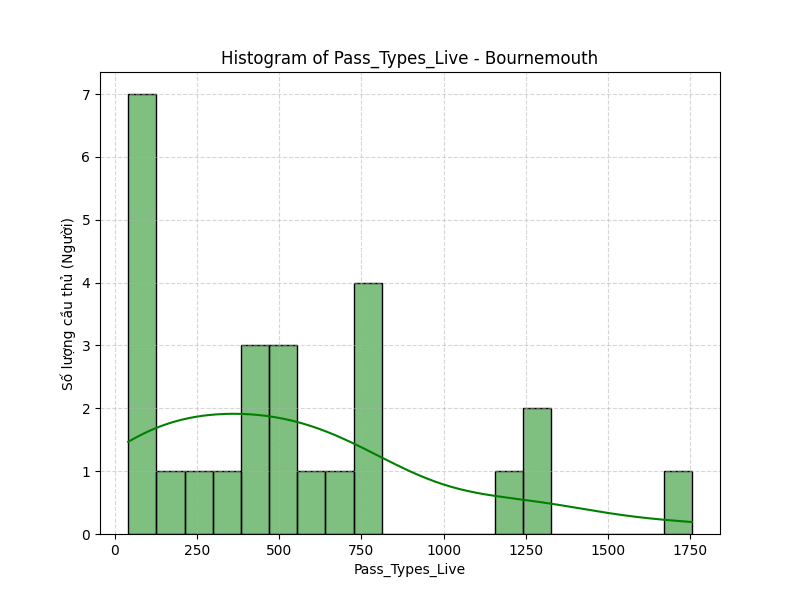 Histogram of Pass_Types_Live - Bournemouth
Số lượng cầu thủ (Người)
7
6
5
4
3
2
1
0
0 250 500 750 1000 1250 1500 1750
Pass_Types_Live